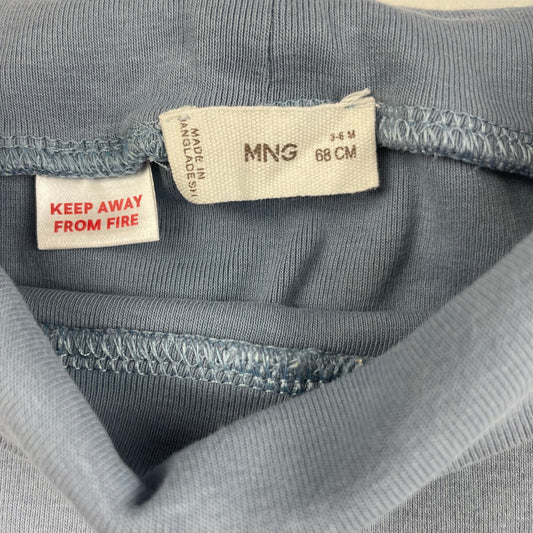 MADE IN
BANGLADESH
MNG
3-6 M
68 CM
KEEP AWAY
FROM FIRE